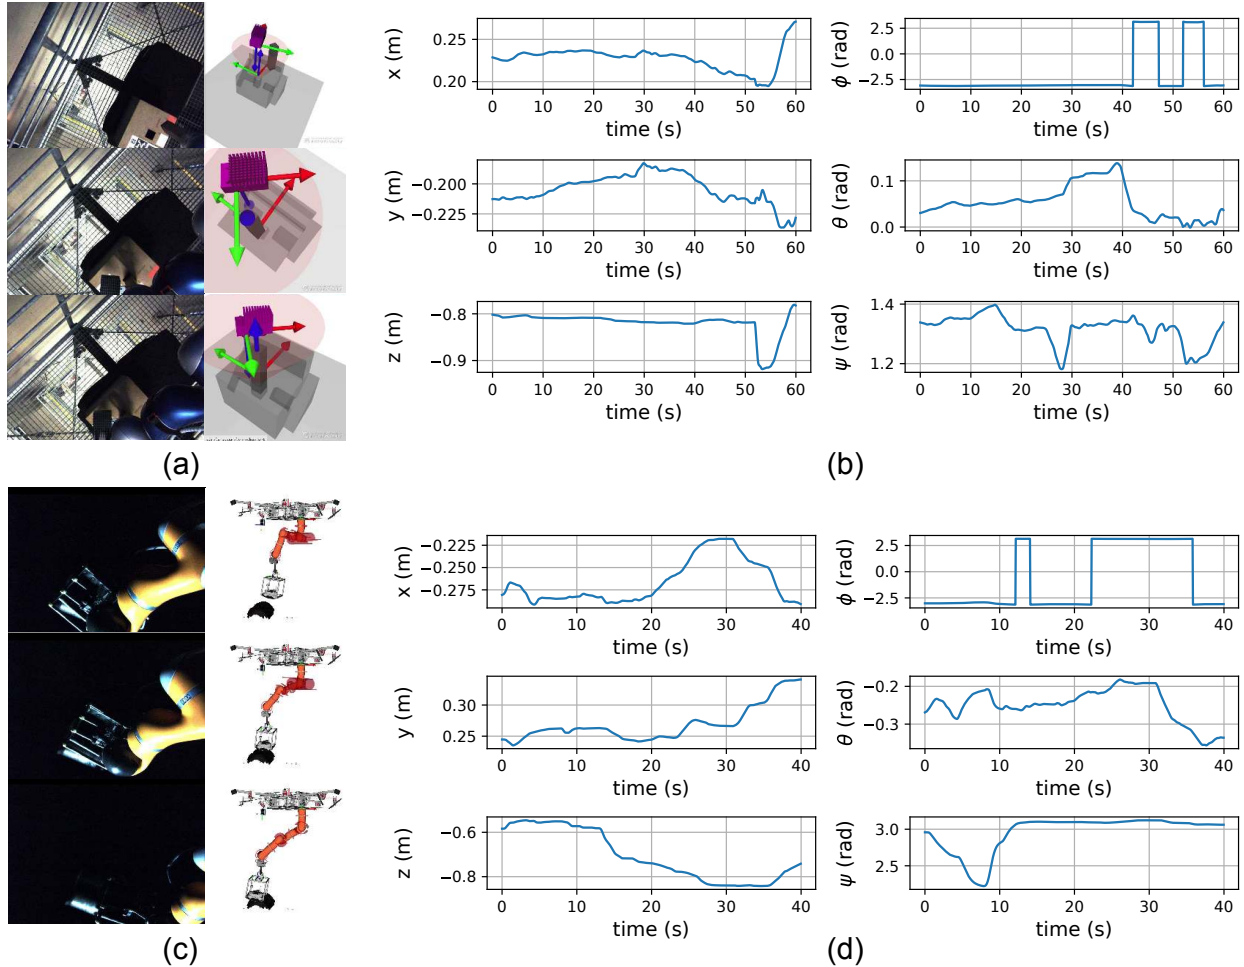 x (m)
0.25
0.20
0 10 20 30 40 50 60
time (s)
ϕ (rad)
2.5
0.0
−2.5
0 10 20 30 40 50 60
time (s)
y (m)
−0.200
−0.225
0 10 20 30 40 50 60
time (s)
θ (rad)
0.1
0.0
0 10 20 30 40 50 60
time (s)
z (m)
−0.8
−0.9
0 10 20 30 40 50 60
time (s)
ψ (rad)
1.4
1.2
0 10 20 30 40 50 60
time (s)
(a)
(b)
x (m)
−0.225
−0.250
−0.275
0 10 20 30 40
time (s)
ϕ (rad)
2.5
0.0
−2.5
0 10 20 30 40
time (s)
y (m)
0.30
0.25
0 10 20 30 40
time (s)
θ (rad)
−0.2
−0.3
0 10 20 30 40
time (s)
z (m)
−0.6
−0.8
0 10 20 30 40
time (s)
ψ (rad)
3.0
2.5
0 10 20 30 40
time (s)
(c)
(d)